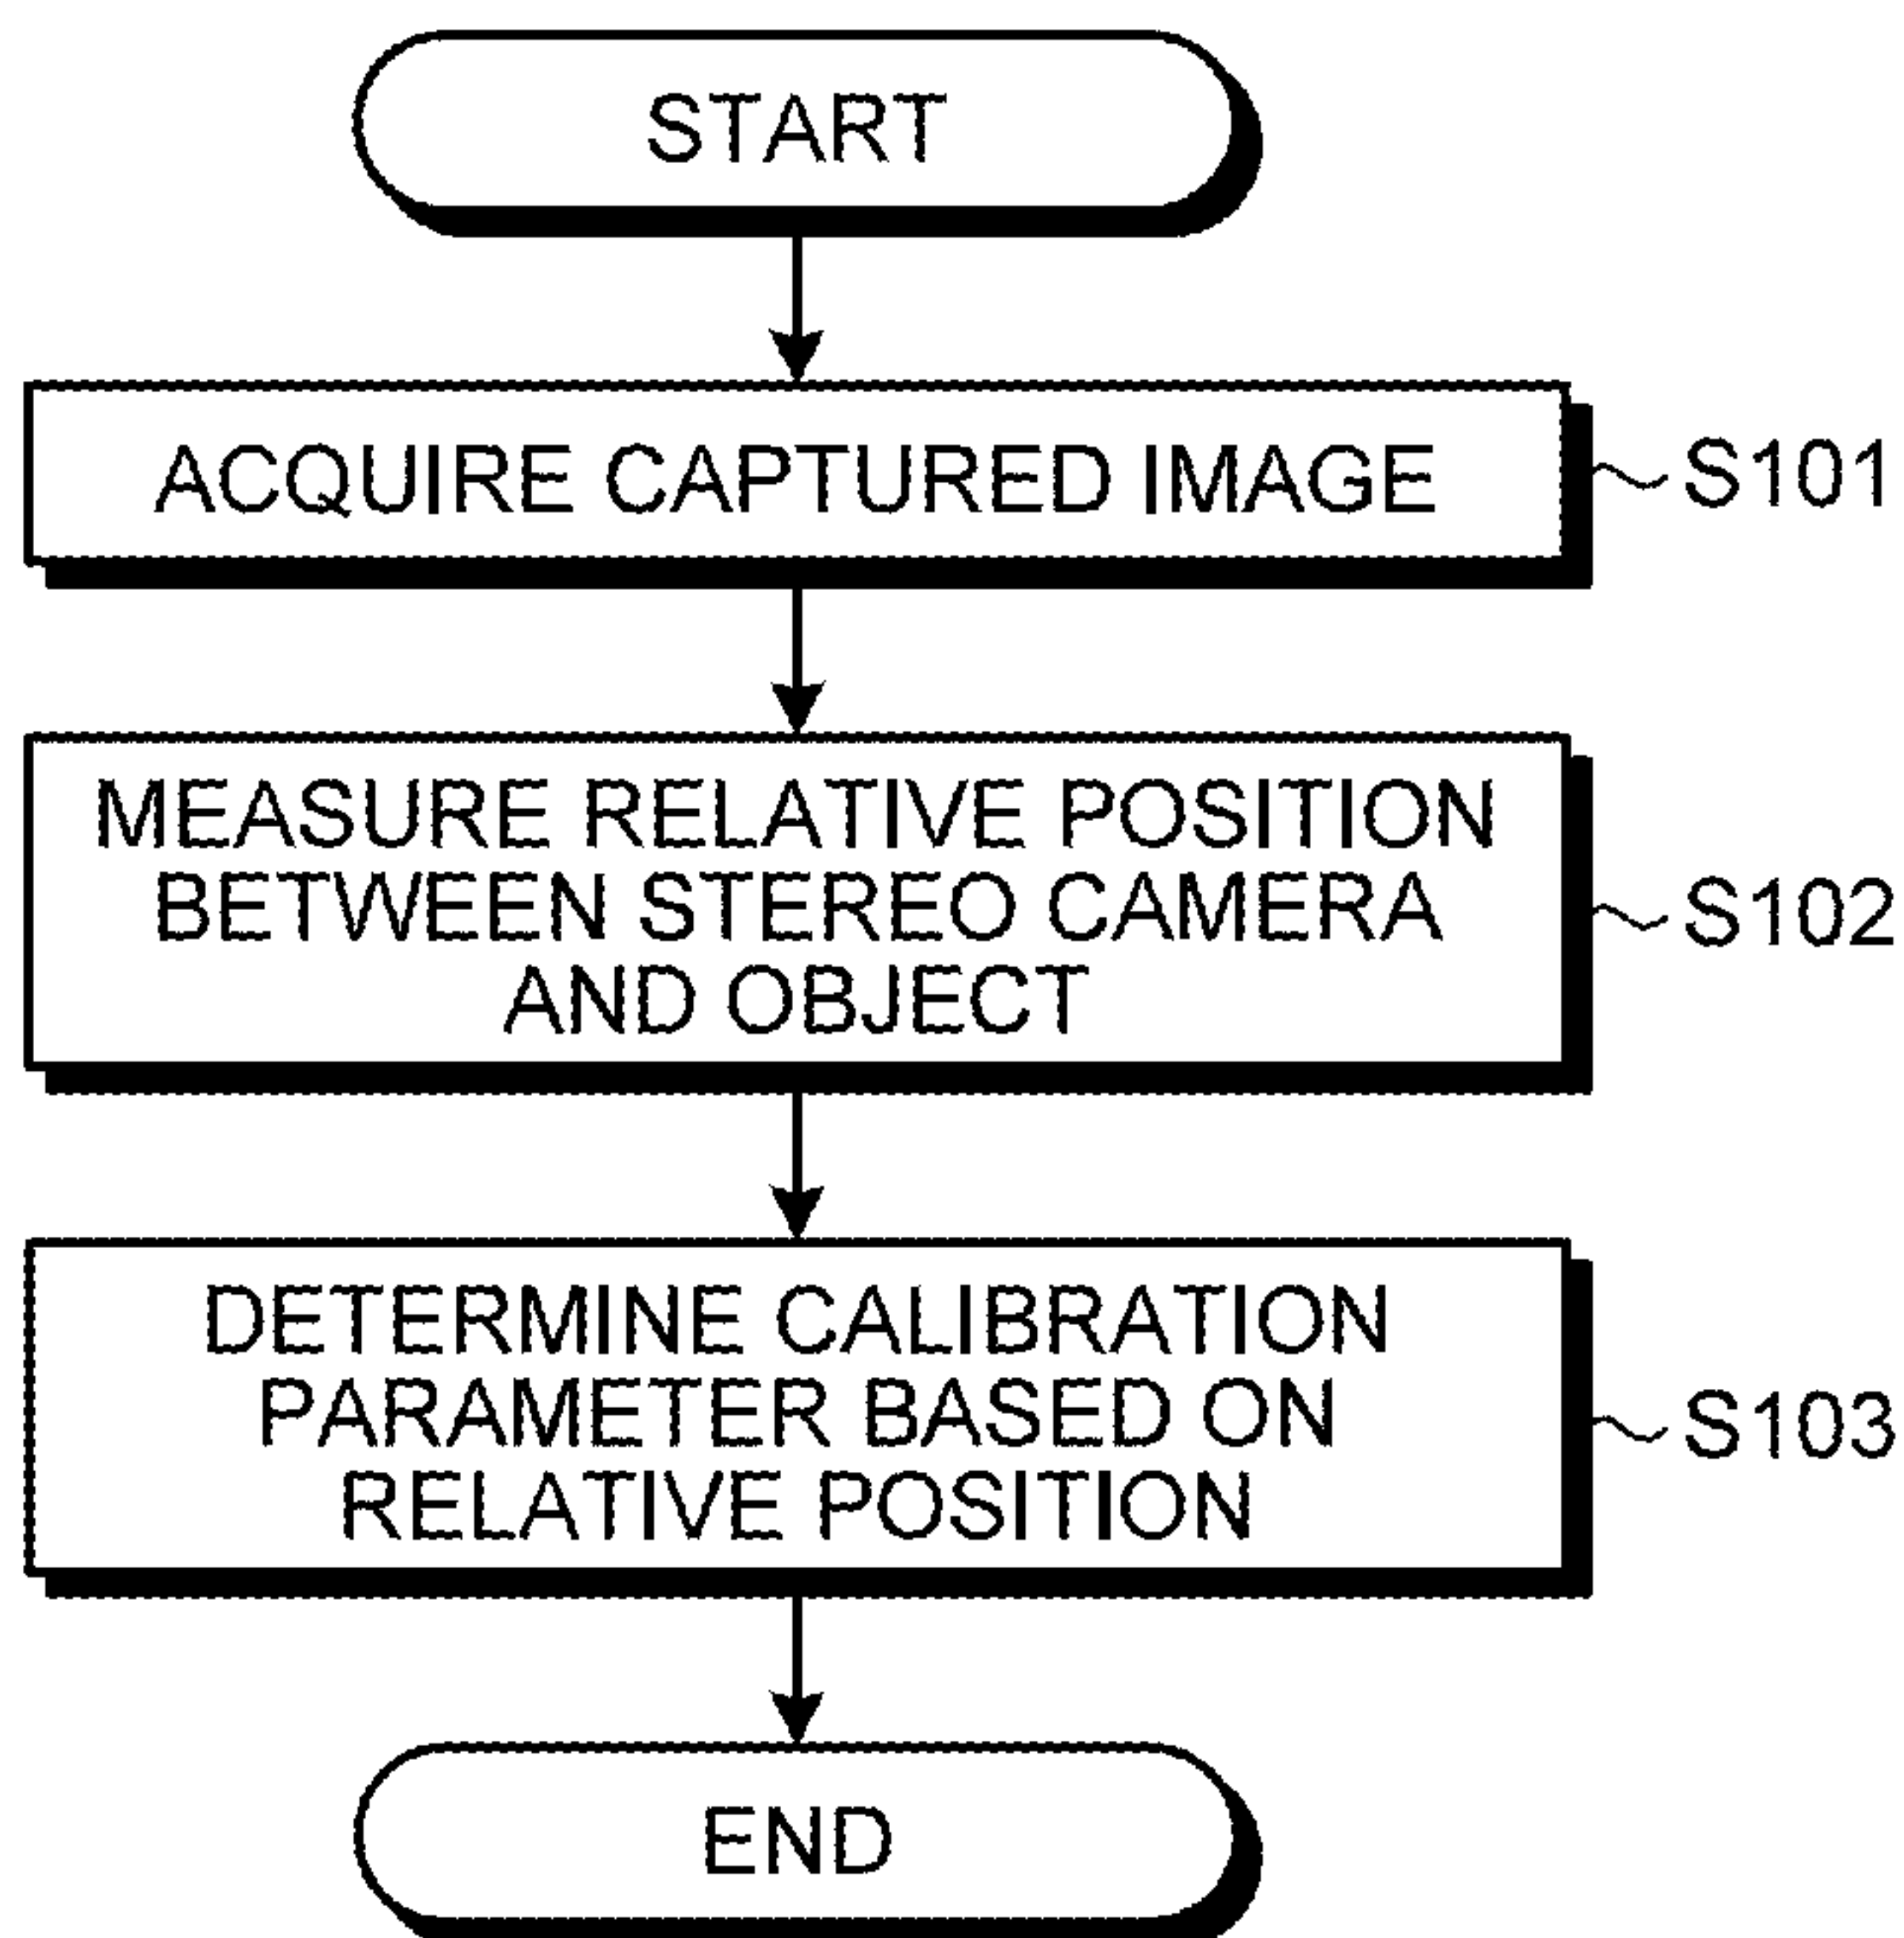 START
ACQUIRE CAPTURED IMAGE
S101
MEASURE RELATIVE POSITION
BETWEEN STEREO CAMERA
AND OBJECT
S102
DETERMINE CALIBRATION
PARAMETER BASED ON
RELATIVE POSITION
S103
END